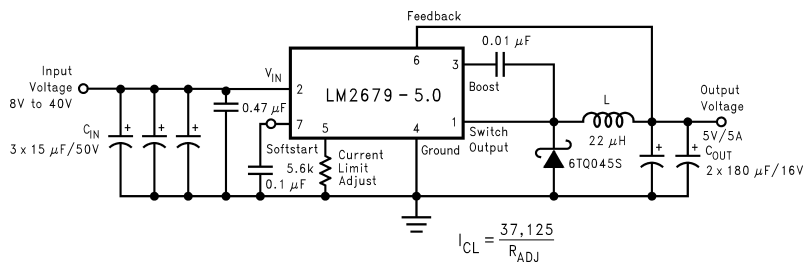 Feedback
0.01 μF
Input
Voltage
8V to 40V
V_IN
2
6
3
Boost
LM2679 - 5.0
L
22 μH
Output
Voltage
5V/5A
0.47 μF
7
5
4
1
Switch
Output
C_IN
3 x 15 μF/50V
Softstart
5.6k
0.1 μF
Current
Limit
Adjust
Ground
6TQ045S
C_OUT
2 x 180 μF/16V
+
+
+
+
+
I_CL = 37,125 / R_ADJ